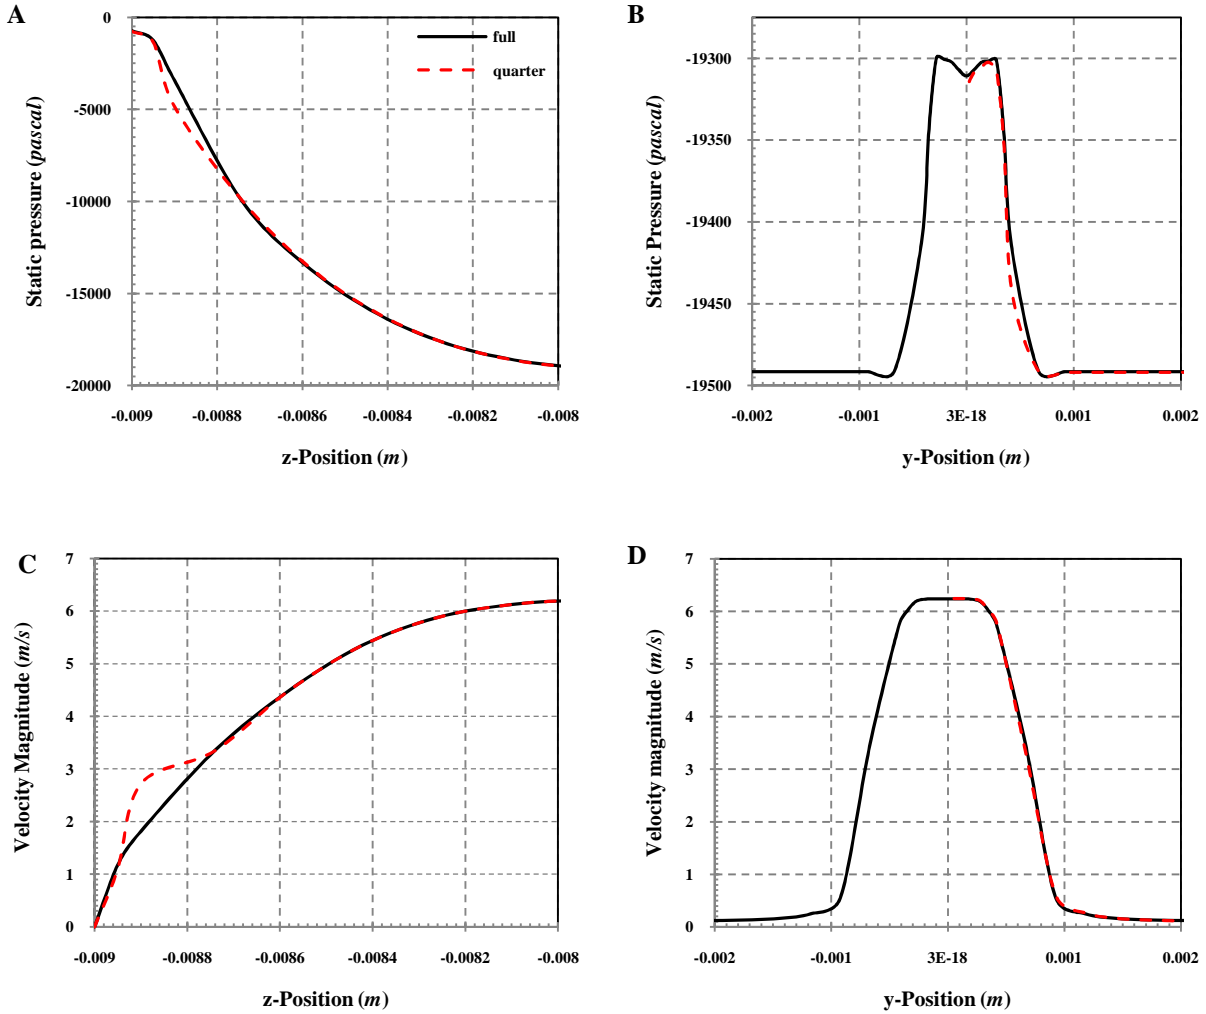 A
0
-5000
-10000
-15000
-20000
Static pressure (pascal)
full
quarter
-0.009 -0.0088 -0.0086 -0.0084 -0.0082 -0.008
z-Position (m)
B
-19300
-19350
-19400
-19450
-19500
Static Pressure (pascal)
-0.002 -0.001 3E-18 0.001 0.002
y-Position (m)
C
7
6
5
4
3
2
1
0
Velocity Magnitude (m/s)
-0.009 -0.0088 -0.0086 -0.0084 -0.0082 -0.008
z-Position (m)
D
7
6
5
4
3
2
1
0
Velocity magnitude (m/s)
-0.002 -0.001 3E-18 0.001 0.002
y-Position (m)